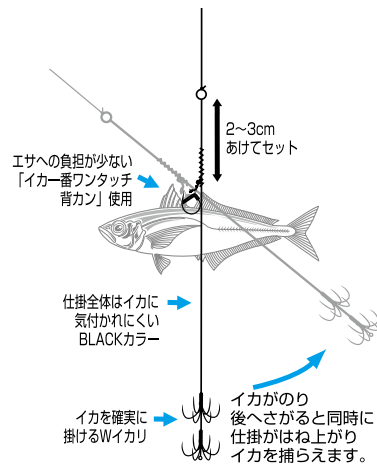 2~3cm
あけてセット
エサへの負担が少ない
「イカ一番ワンタッチ
背カン」使用
仕掛全体はイカに
気付かれにくい
BLACKカラー
イカを確実に
掛けるWイカリ
イカがのり
後へさがると同時に
仕掛がはね上がり
イカを捕らえます。